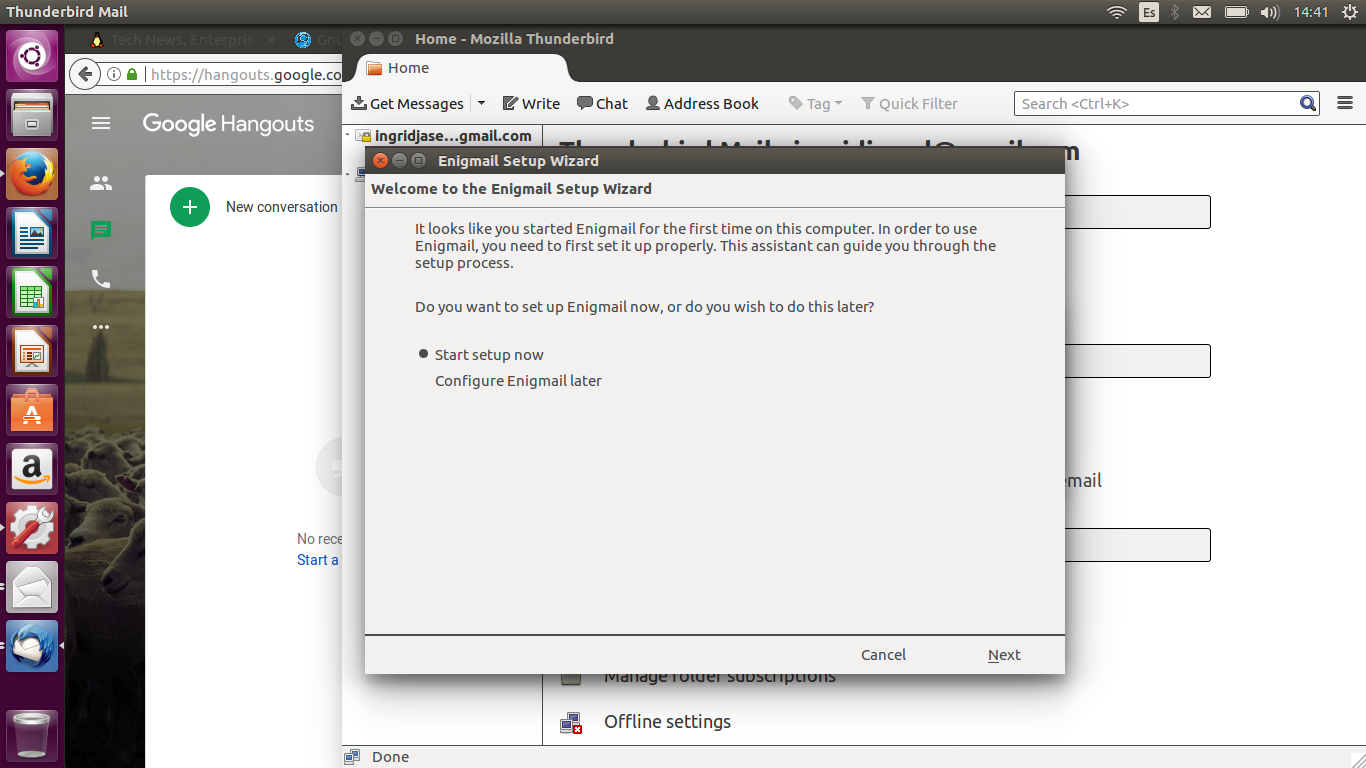 Thunderbird Mail
Es
14:41
Tech News, Enterpris
Gnu
https://hangouts.google.co
Google Hangouts
New conversation
No rece
Start a
Home - Mozilla Thunderbird
Home
Get Messages
Write
Chat
Address Book
Tag
Quick Filter
Search <Ctrl+K>
ingridjase...gmail.com
Enigmail Setup Wizard
Welcome to the Enigmail Setup Wizard
It looks like you started Enigmail for the first time on this computer. In order to use
Enigmail, you need to first set it up properly. This assistant can guide you through the
setup process.
Do you want to set up Enigmail now, or do you wish to do this later?
Start setup now
Configure Enigmail later
Cancel
Next
email
Manage folder subscriptions
Offline settings
Done